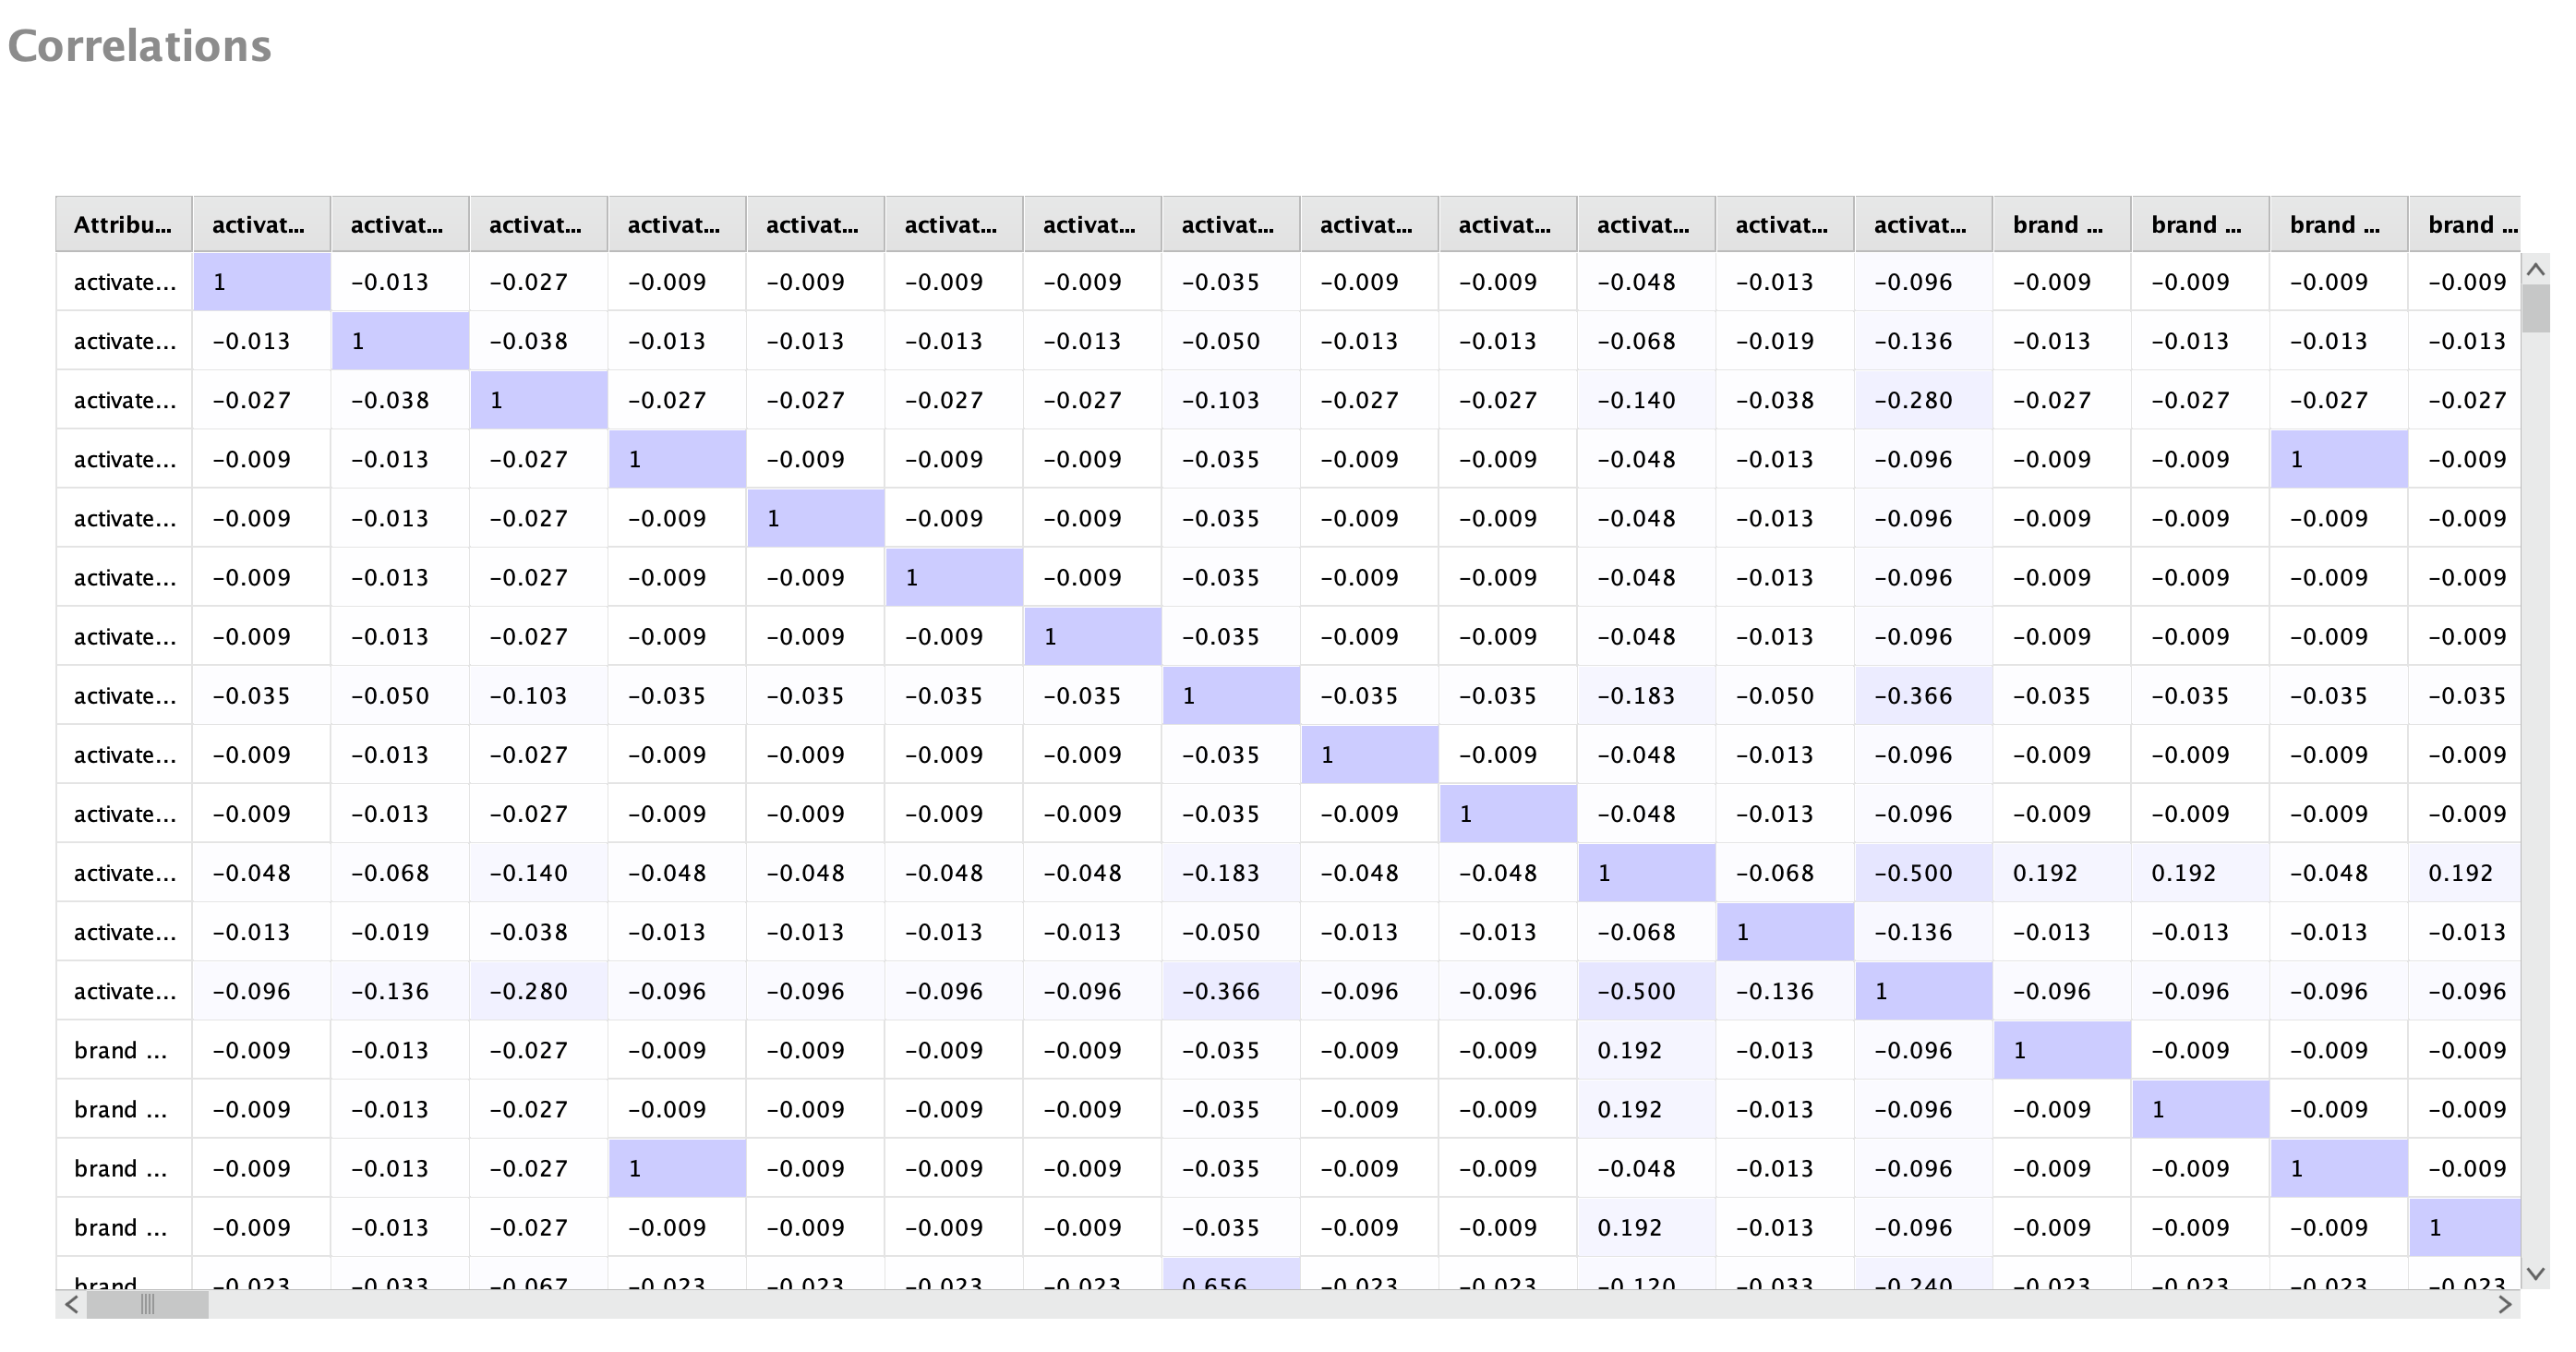 Correlations
Attribu... activat... activat... activat... activat... activat... activat... activat... activat... activat... activat... activat... activat... activat... brand ... brand ... brand ... brand ...
activate... 1 -0.013 -0.027 -0.009 -0.009 -0.009 -0.009 -0.035 -0.009 -0.009 -0.048 -0.013 -0.096 -0.009 -0.009 -0.009 -0.009
activate... -0.013 1 -0.038 -0.013 -0.013 -0.013 -0.013 -0.050 -0.013 -0.013 -0.068 -0.019 -0.136 -0.013 -0.013 -0.013 -0.013
activate... -0.027 -0.038 1 -0.027 -0.027 -0.027 -0.027 -0.103 -0.027 -0.027 -0.140 -0.038 -0.280 -0.027 -0.027 -0.027 -0.027
activate... -0.009 -0.013 -0.027 1 -0.009 -0.009 -0.009 -0.035 -0.009 -0.009 -0.048 -0.013 -0.096 -0.009 -0.009 1 -0.009
activate... -0.009 -0.013 -0.027 -0.009 1 -0.009 -0.009 -0.035 -0.009 -0.009 -0.048 -0.013 -0.096 -0.009 -0.009 -0.009 -0.009
activate... -0.009 -0.013 -0.027 -0.009 -0.009 1 -0.009 -0.035 -0.009 -0.009 -0.048 -0.013 -0.096 -0.009 -0.009 -0.009 -0.009
activate... -0.009 -0.013 -0.027 -0.009 -0.009 -0.009 1 -0.035 -0.009 -0.009 -0.048 -0.013 -0.096 -0.009 -0.009 -0.009 -0.009
activate... -0.035 -0.050 -0.103 -0.035 -0.035 -0.035 -0.035 1 -0.035 -0.035 -0.183 -0.050 -0.366 -0.035 -0.035 -0.035 -0.035
activate... -0.009 -0.013 -0.027 -0.009 -0.009 -0.009 -0.009 -0.035 1 -0.009 -0.048 -0.013 -0.096 -0.009 -0.009 -0.009 -0.009
activate... -0.009 -0.013 -0.027 -0.009 -0.009 -0.009 -0.009 -0.035 -0.009 1 -0.048 -0.013 -0.096 -0.009 -0.009 -0.009 -0.009
activate... -0.048 -0.068 -0.140 -0.048 -0.048 -0.048 -0.048 -0.183 -0.048 -0.048 1 -0.068 -0.500 0.192 0.192 -0.048 0.192
activate... -0.013 -0.019 -0.038 -0.013 -0.013 -0.013 -0.013 -0.050 -0.013 -0.013 -0.068 1 -0.136 -0.013 -0.013 -0.013 -0.013
activate... -0.096 -0.136 -0.280 -0.096 -0.096 -0.096 -0.096 -0.366 -0.096 -0.096 -0.500 -0.136 1 -0.096 -0.096 -0.096 -0.096
brand ... -0.009 -0.013 -0.027 -0.009 -0.009 -0.009 -0.009 -0.035 -0.009 -0.009 0.192 -0.013 -0.096 1 -0.009 -0.009 -0.009
brand ... -0.009 -0.013 -0.027 -0.009 -0.009 -0.009 -0.009 -0.035 -0.009 -0.009 0.192 -0.013 -0.096 -0.009 1 -0.009 -0.009
brand ... -0.009 -0.013 -0.027 1 -0.009 -0.009 -0.009 -0.035 -0.009 -0.009 -0.048 -0.013 -0.096 -0.009 -0.009 1 -0.009
brand ... -0.009 -0.013 -0.027 -0.009 -0.009 -0.009 -0.009 -0.035 -0.009 -0.009 0.192 -0.013 -0.096 -0.009 -0.009 -0.009 1
brand -0.023 -0.033 -0.067 -0.023 -0.023 -0.023 -0.023 0.656 -0.023 -0.023 -0.120 -0.033 -0.240 -0.023 -0.023 -0.023 -0.023